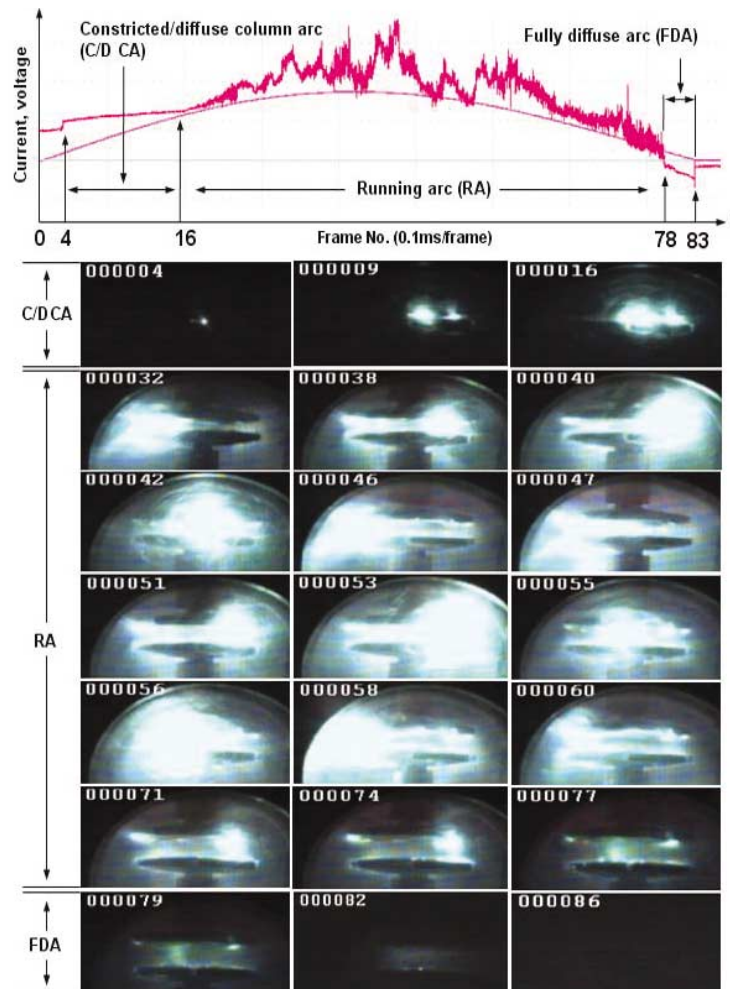 Constricted/diffuse column arc
(C/D CA)
Fully diffuse arc (FDA)
Current, voltage
Running arc (RA)
0 4 16 Frame No. (0.1ms/frame) 78 83
C/D CA
000004 000009 000016
RA
000032 000038 000040
000042 000046 000047
000051 000053 000055
000056 000058 000060
000071 000074 000077
FDA
000079 000082 000086